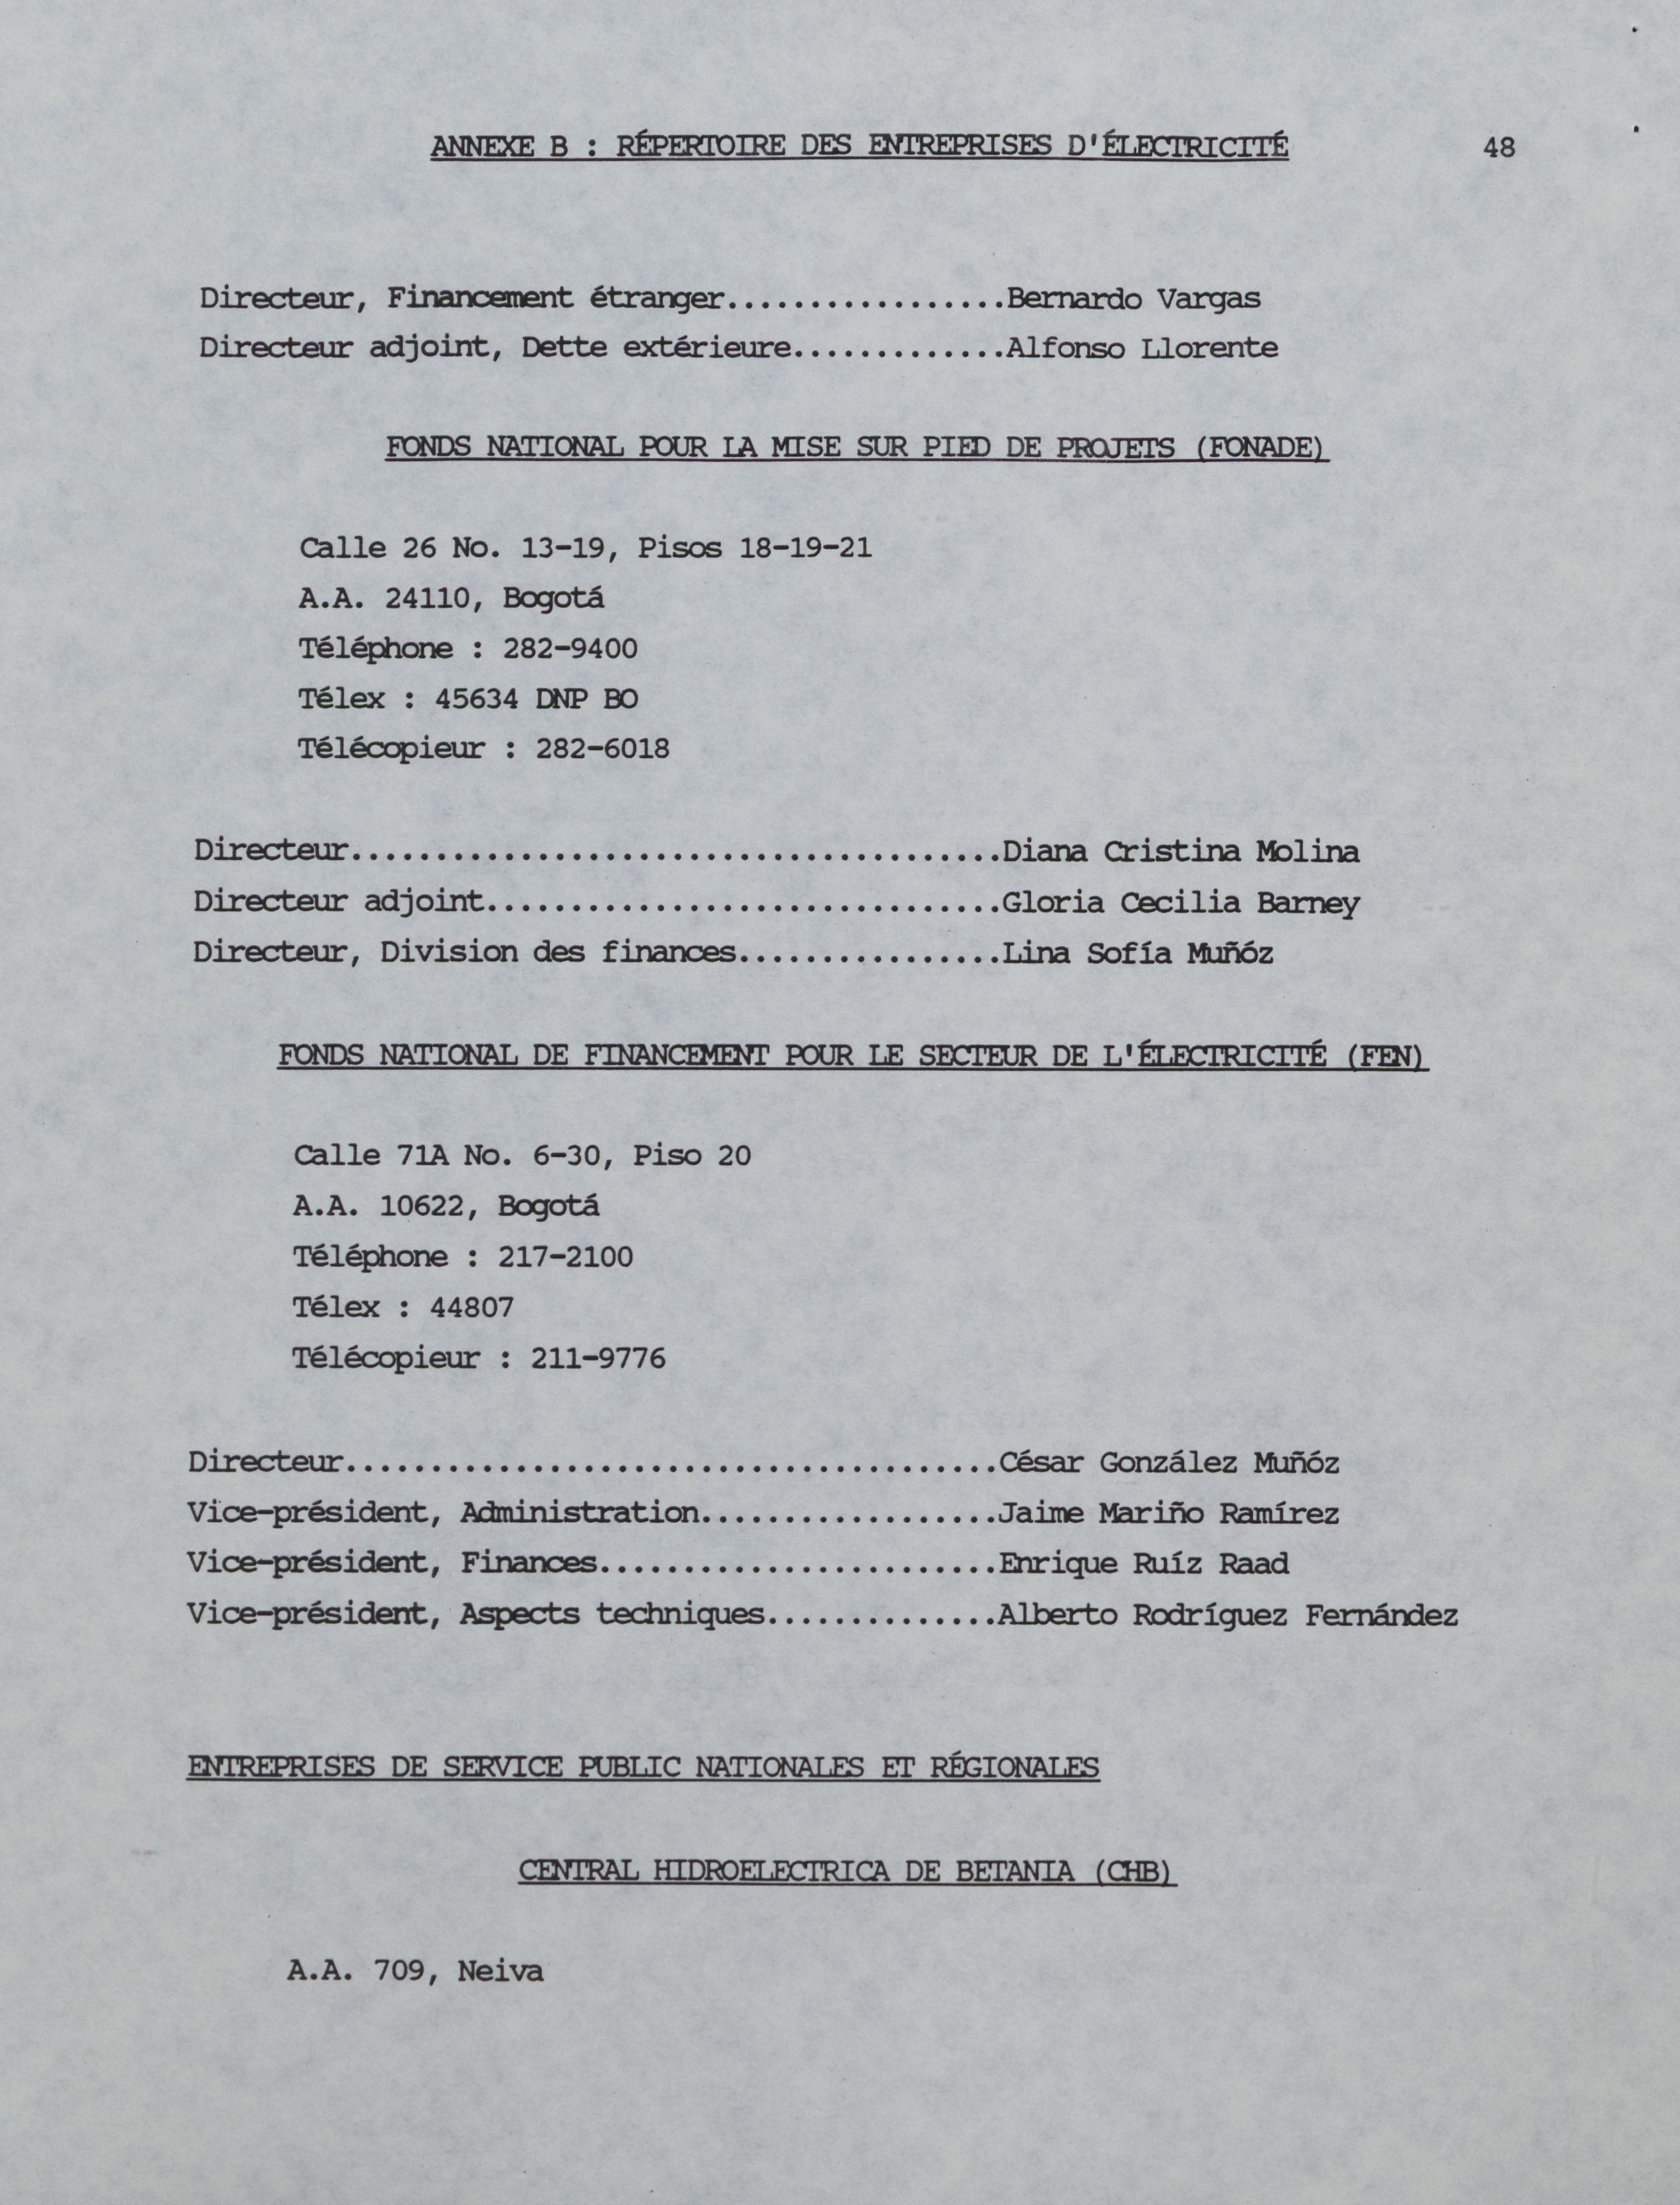 ANNEXE B : RÉPERTOIRE DES ENTREPRISES D'ÉLECTRICITÉ 48
Directeur, Financement étranger.................Bernardo Vargas
Directeur adjoint, Dette extérieure.............Alfonso Llorente
FONDS NATIONAL POUR LA MISE SUR PIED DE PROJETS (FONADE)
Calle 26 No. 13-19, Pisos 18-19-21
A.A. 24110, Bogotá
Téléphone : 282-9400
Télex : 45634 DNP BO
Télécopieur : 282-6018
Directeur.......................................Diana Cristina Molina
Directeur adjoint...............................Gloria Cecilia Barney
Directeur, Division des finances................Lina Sofía Muñóz
FONDS NATIONAL DE FINANCEMENT POUR LE SECTEUR DE L'ÉLECTRICITÉ (FEN)
Calle 71A No. 6-30, Piso 20
A.A. 10622, Bogotá
Téléphone : 217-2100
Télex : 44807
Télécopieur : 211-9776
Directeur.......................................César González Muñóz
Vice-président, Administration..................Jaime Mariño Ramírez
Vice-président, Finances........................Enrique Ruíz Raad
Vice-président, Aspects techniques..............Alberto Rodríguez Fernández
ENTREPRISES DE SERVICE PUBLIC NATIONALES ET RÉGIONALES
CENTRAL HIDROELECTRICA DE BETANIA (CHB)
A.A. 709, Neiva